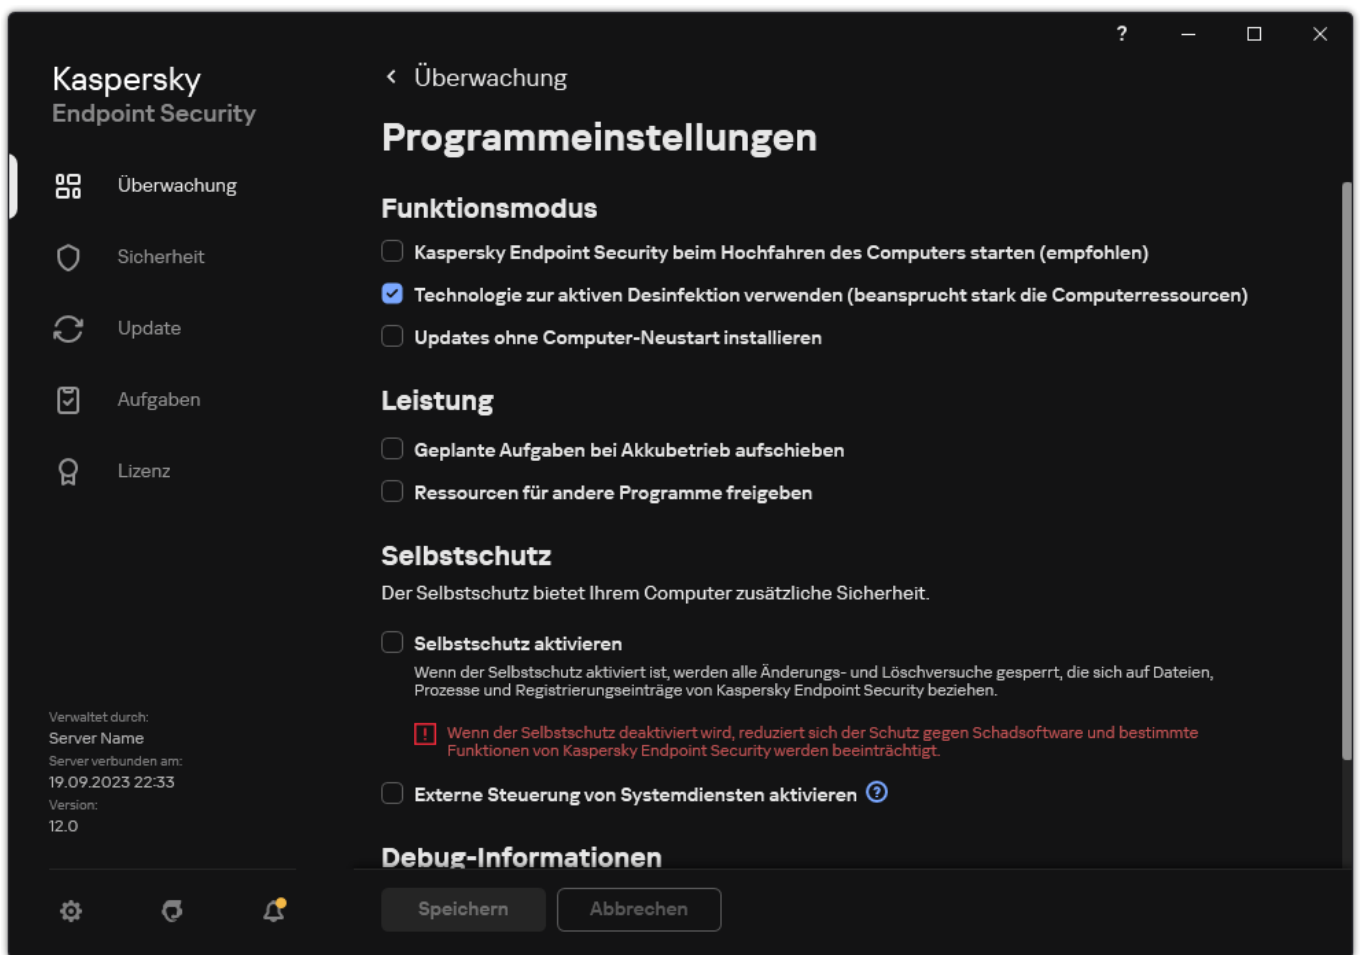 Kaspersky
Endpoint Security
Überwachung
Sicherheit
Update
Aufgaben
Lizenz
Verwaltet durch:
Server Name
Server verbunden am:
19.09.2023 22:33
Version:
12.0
?
Überwachung
Programmeinstellungen
Funktionsmodus
Kaspersky Endpoint Security beim Hochfahren des Computers starten (empfohlen)
Technologie zur aktiven Desinfektion verwenden (beansprucht stark die Computerressourcen)
Updates ohne Computer-Neustart installieren
Leistung
Geplante Aufgaben bei Akkubetrieb aufschieben
Ressourcen für andere Programme freigeben
Selbstschutz
Der Selbstschutz bietet Ihrem Computer zusätzliche Sicherheit.
Selbstschutz aktivieren
Wenn der Selbstschutz aktiviert ist, werden alle Änderungs- und Löschversuche gesperrt, die sich auf Dateien,
Prozesse und Registrierungseinträge von Kaspersky Endpoint Security beziehen.
Wenn der Selbstschutz deaktiviert wird, reduziert sich der Schutz gegen Schadsoftware und bestimmte
Funktionen von Kaspersky Endpoint Security werden beeinträchtigt.
Externe Steuerung von Systemdiensten aktivieren ?
Debug-Informationen
Speichern
Abbrechen